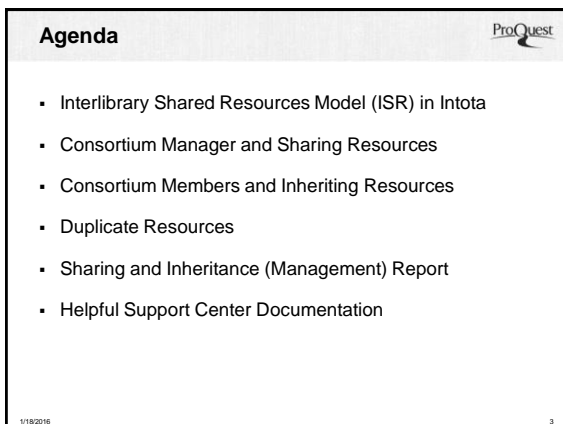 Agenda
ProQuest
▪ Interlibrary Shared Resources Model (ISR) in Intota
▪ Consortium Manager and Sharing Resources
▪ Consortium Members and Inheriting Resources
▪ Duplicate Resources
▪ Sharing and Inheritance (Management) Report
▪ Helpful Support Center Documentation
1/18/2016
3